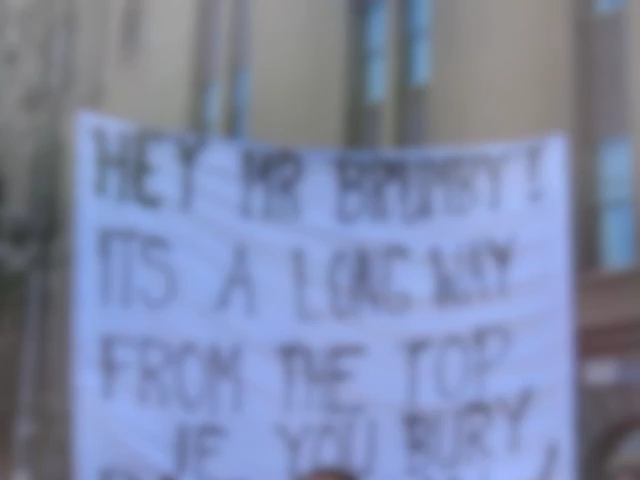 HEY MR BRUMBY!
ITS A LONG WAY
FROM THE TOP
IF YOU BURY